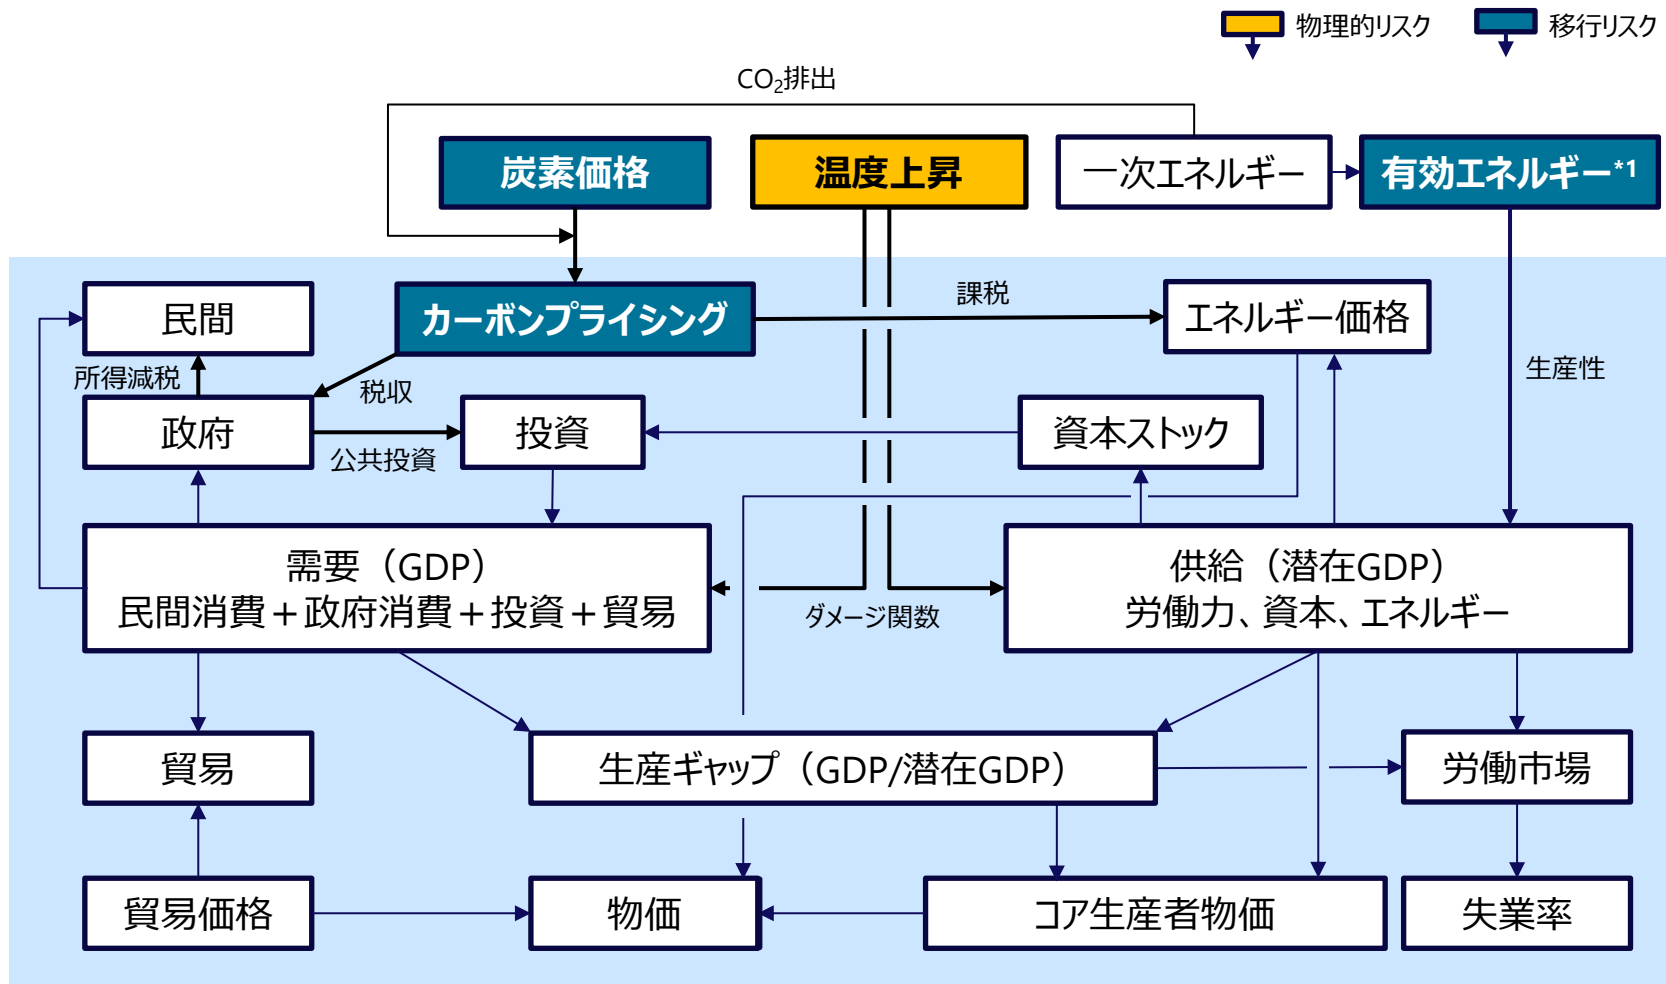 物理的リスク
移行リスク
CO₂排出
炭素価格
温度上昇
一次エネルギー
有効エネルギー*1
民間
カーボンプライシング
課税
エネルギー価格
所得減税
税収
生産性
政府
公共投資
投資
資本ストック
需要（GDP）
民間消費＋政府消費＋投資＋貿易
ダメージ関数
供給（潜在GDP）
労働力、資本、エネルギー
貿易
生産ギャップ（GDP/潜在GDP）
労働市場
貿易価格
物価
コア生産者物価
失業率